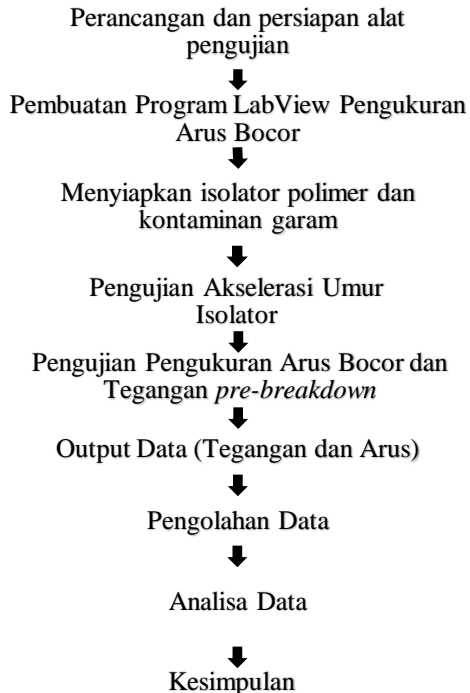 Perancangan dan persiapan alat
pengujian
Pembuatan Program LabView Pengukuran
Arus Bocor
Menyiapkan isolator polimer dan
kontaminan garam
Pengujian Akselerasi Umur
Isolator
Pengujian Pengukuran Arus Bocor dan
Tegangan pre-breakdown
Output Data (Tegangan dan Arus)
Pengolahan Data
Analisa Data
Kesimpulan